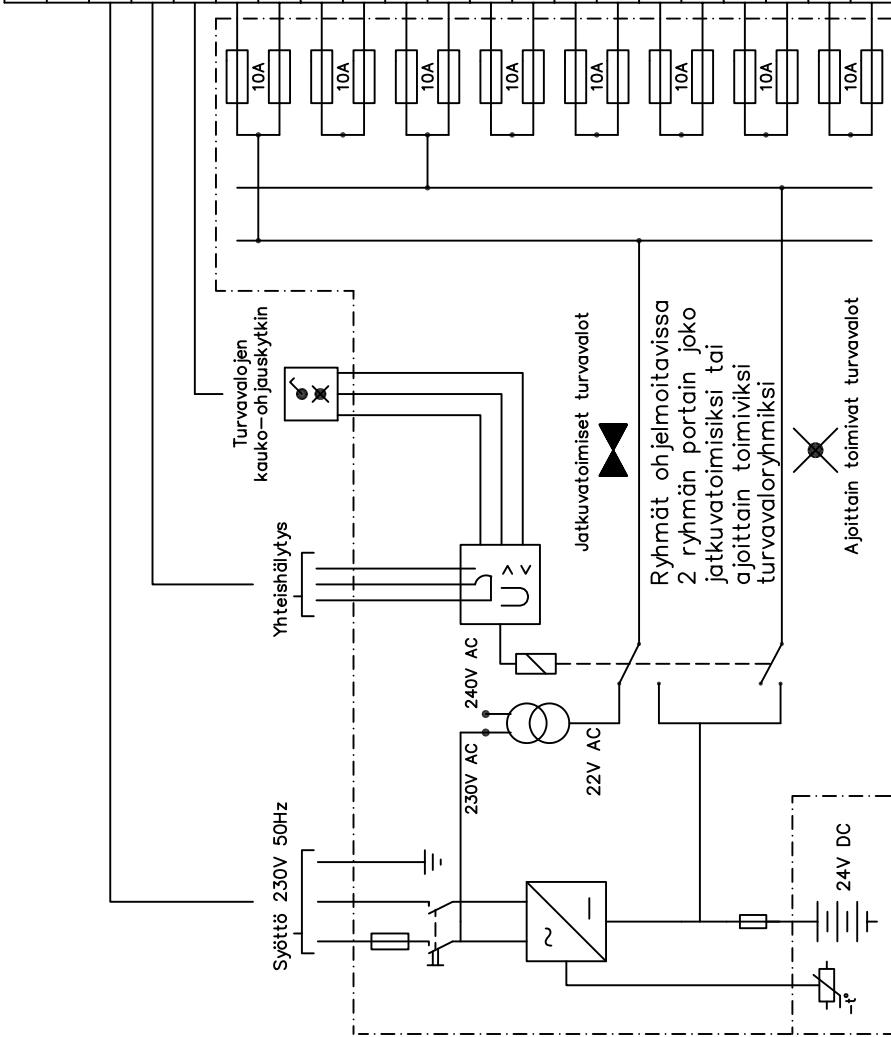 10A
10A
10A
10A
10A
10A
10A
10A
Turvavalojen
kauko-ohjauskytkin
Yhteishälytys
Syöttö 230V 50Hz
Jatkuvatoimiset turvavalot
Ryhmät ohjelmoitavissa
2 ryhmän portain joko
jatkuvatoimisiksi tai
ajoittain toimiviksi
turvavaloryhmiksi
Ajoittain toimivat turvavalot
240V AC
230V AC
22V AC
24V DC
-t°